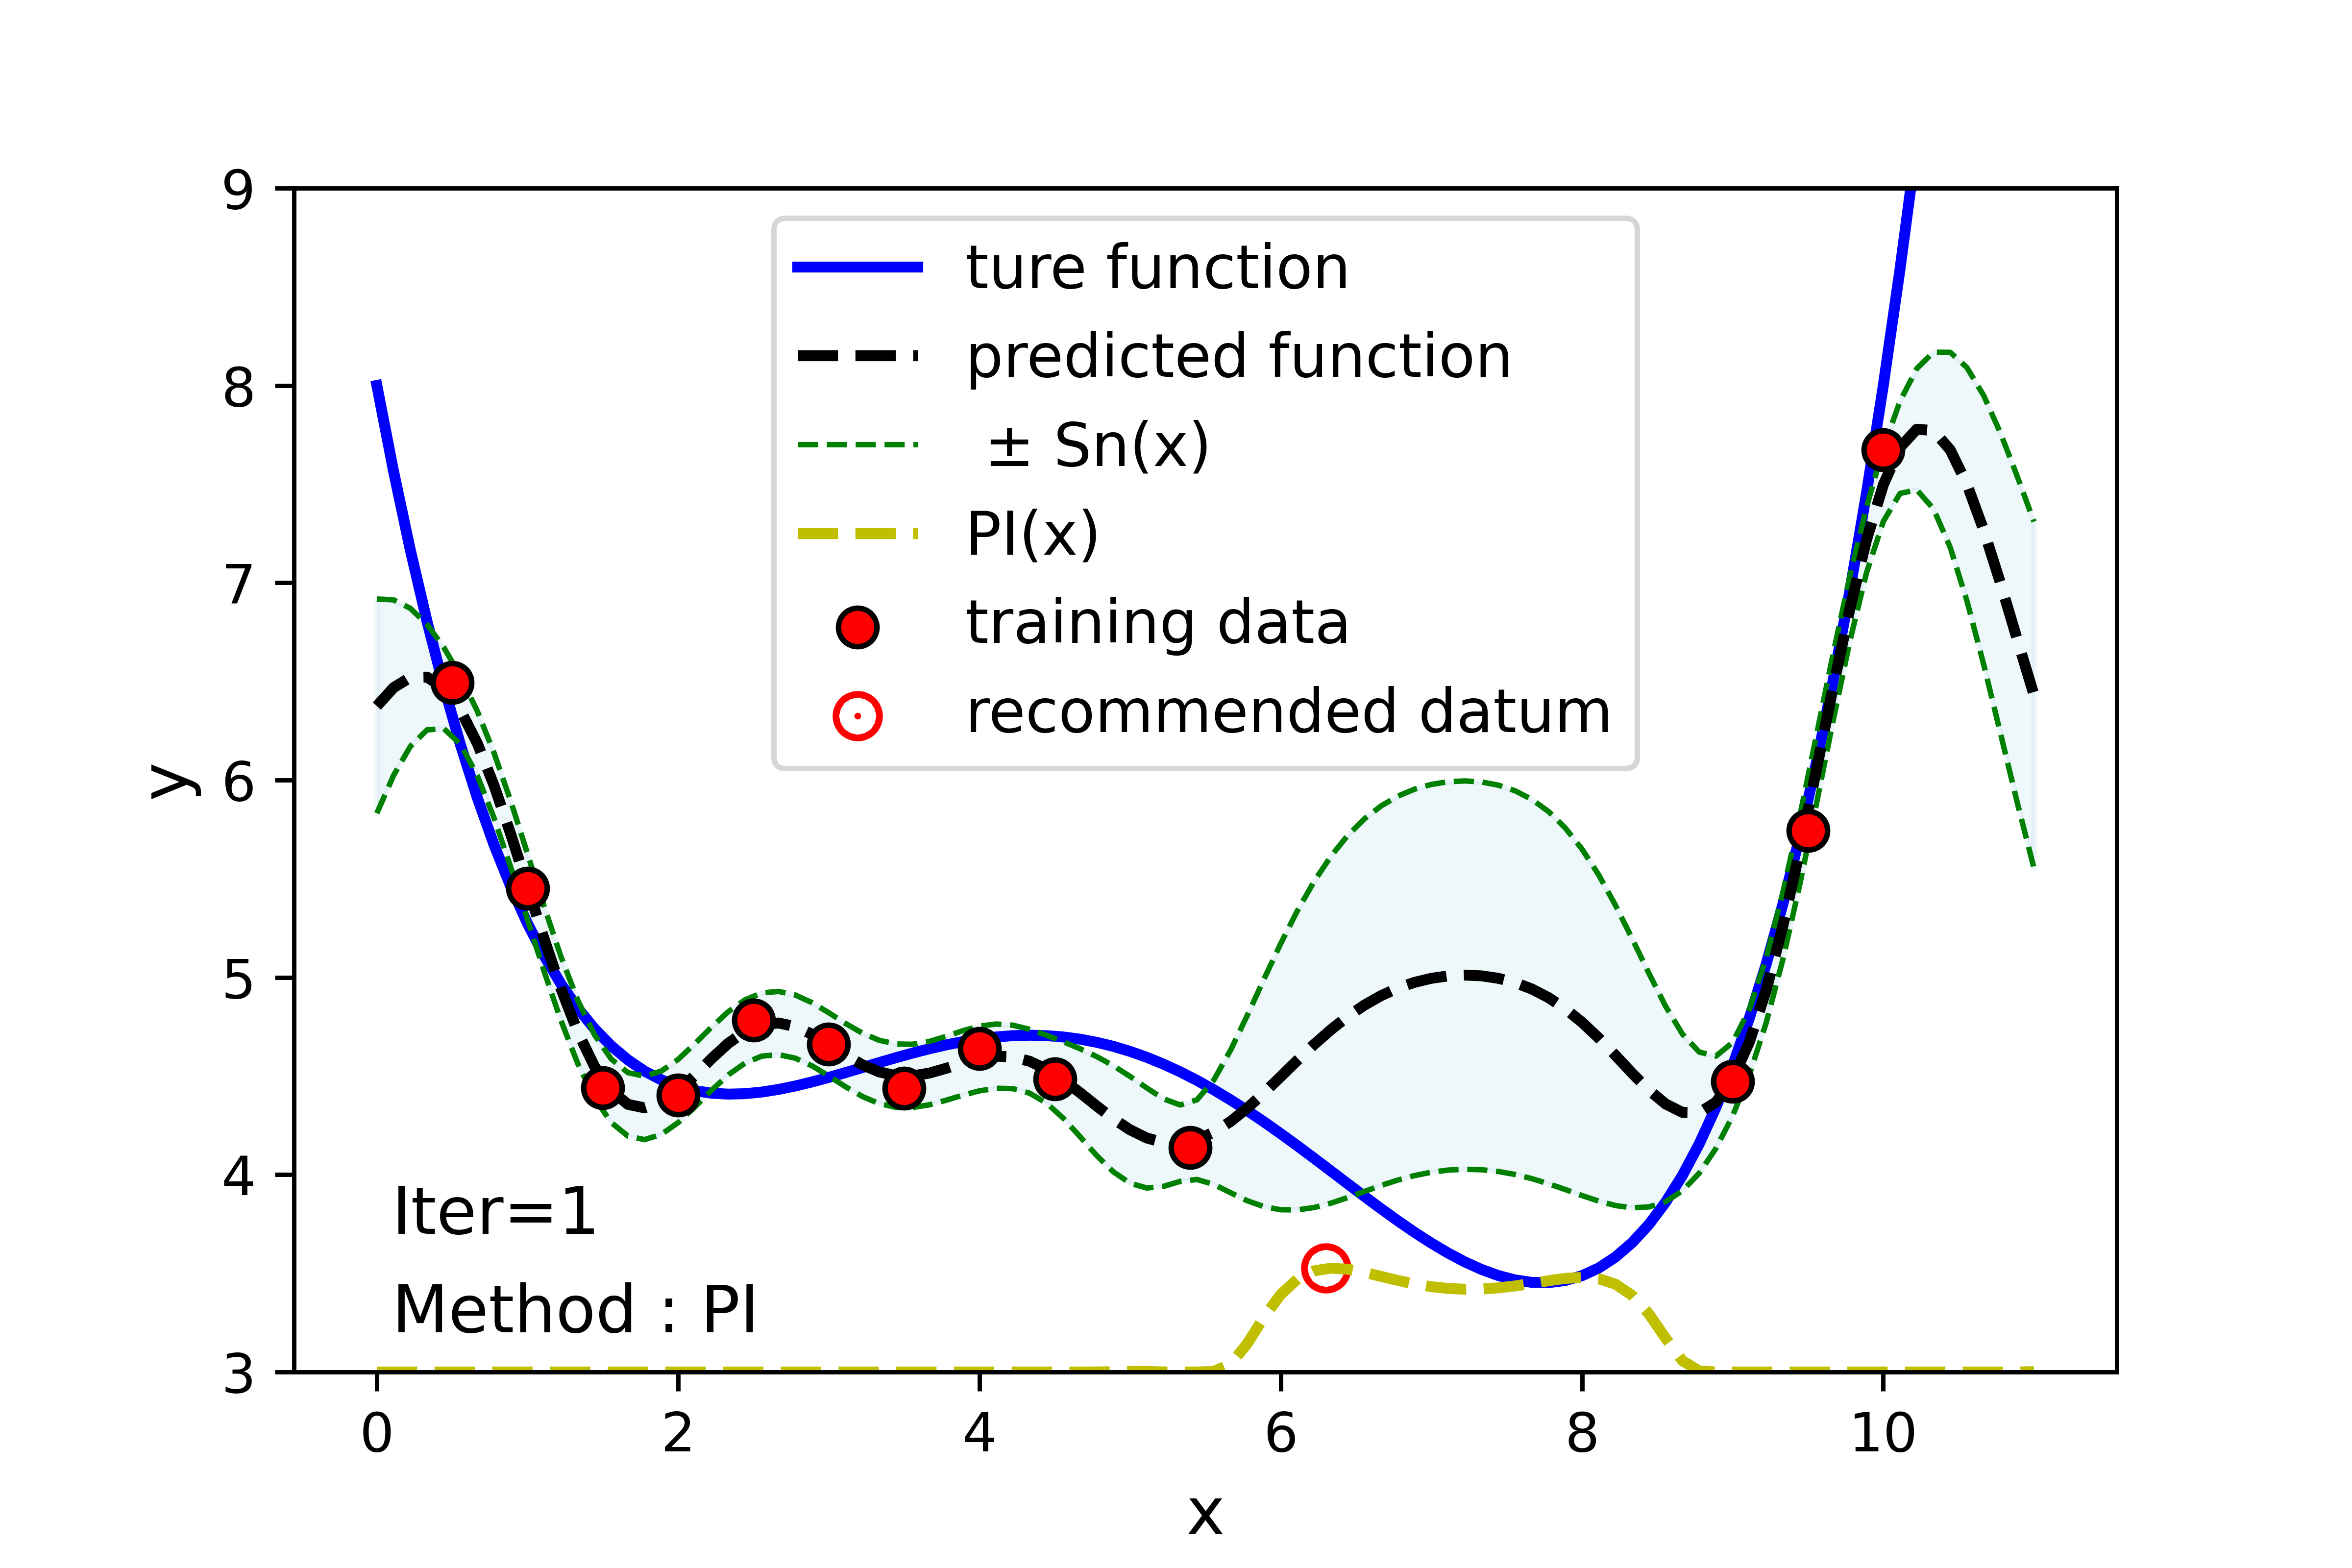 9
8
7
6
5
4
3
y
ture function
predicted function
± Sn(x)
PI(x)
training data
recommended datum
Iter=1
Method : PI
0 2 4 6 8 10
x